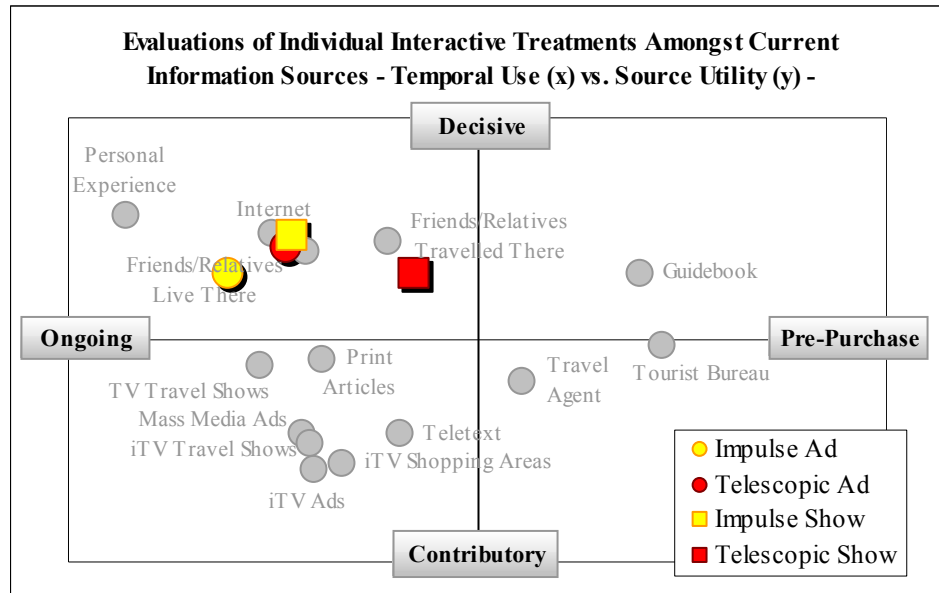 Evaluations of Individual Interactive Treatments Amongst Current
Information Sources - Temporal Use (x) vs. Source Utility (y) -
Decisive
Personal
Experience
Internet
Friends/Relatives
Travelled There
Friends/Relatives
Live There
Guidebook
Ongoing
Pre-Purchase
Print
Articles
TV Travel Shows
Travel
Agent
Tourist Bureau
Mass Media Ads
iTV Travel Shows
Teletext
iTV Shopping Areas
iTV Ads
Impulse Ad
Telescopic Ad
Impulse Show
Telescopic Show
Contributory